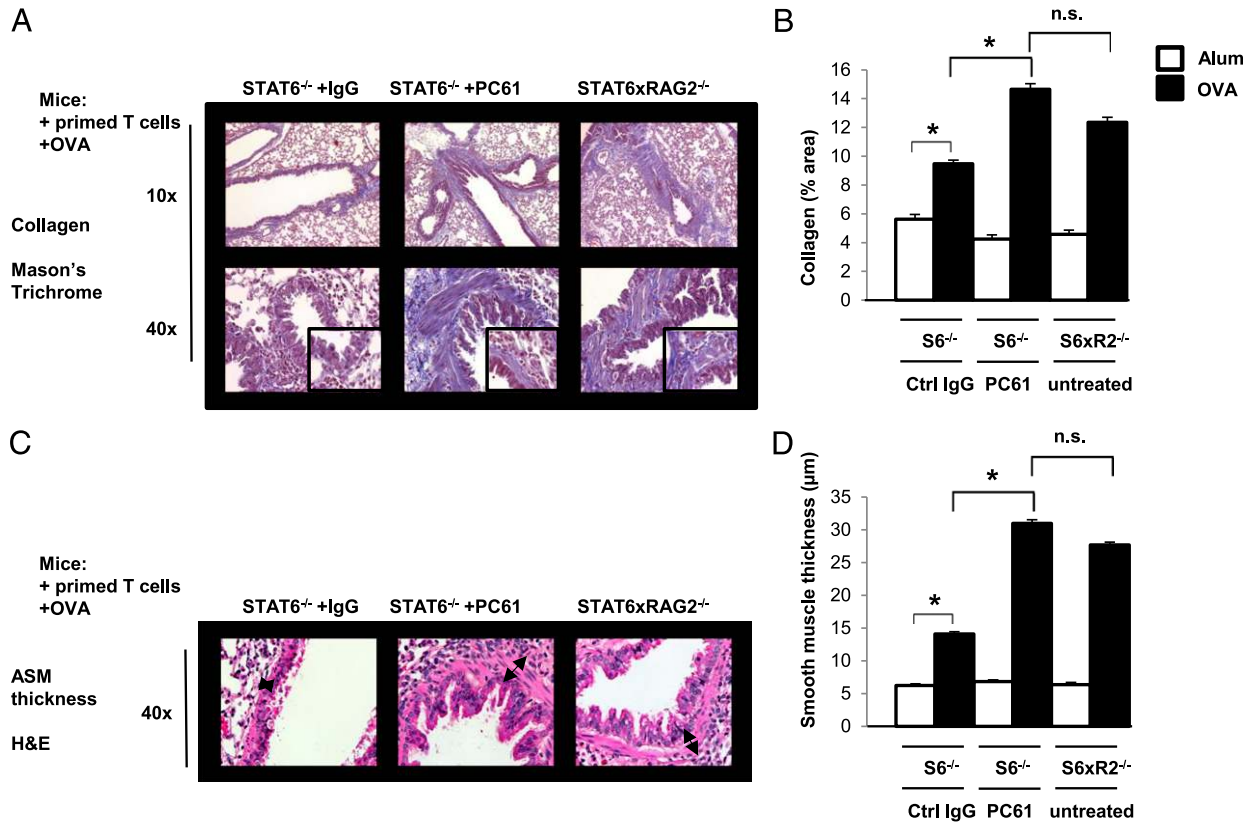 A
STAT6-/- +IgG STAT6-/- +PC61 STAT6xRAG2-/-
Mice:
+ primed T cells
+OVA
10x
Collagen
Mason's
Trichrome
40x
B
n.s.
*
*
Alum
OVA
Collagen (% area)
16
14
12
10
8
6
4
2
0
S6-/- S6-/- S6xR2-/-
Ctrl IgG PC61 untreated
C
Mice:
+ primed T cells
+OVA
STAT6-/- +IgG STAT6-/- +PC61 STAT6xRAG2-/-
ASM
thickness
40x
H&E
D
n.s.
*
*
Smooth muscle thickness (µm)
35
30
25
20
15
10
5
0
S6-/- S6-/- S6xR2-/-
Ctrl IgG PC61 untreated